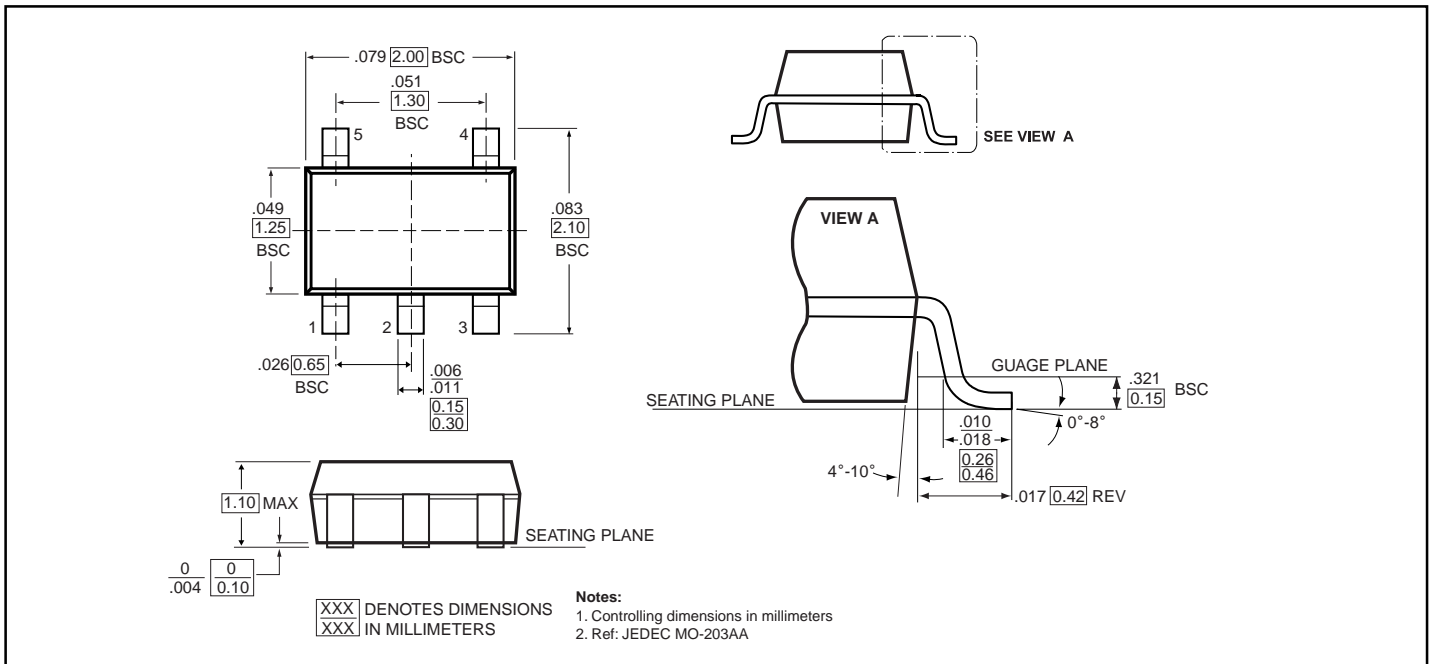 .079 2.00 BSC
.051
1.30
BSC
5
4
.049
1.25
BSC
.083
2.10
BSC
1
2
3
.026 0.65
BSC
.006
.011
0.15
0.30
1.10 MAX
SEATING PLANE
0
.004
0
0.10
XXX DENOTES DIMENSIONS
XXX IN MILLIMETERS
Notes:
1. Controlling dimensions in millimeters
2. Ref: JEDEC MO-203AA
SEE VIEW A
VIEW A
GUAGE PLANE
.321
0.15
BSC
SEATING PLANE
0°-8°
.010
.018
0.26
0.46
4°-10°
.017 0.42 REV